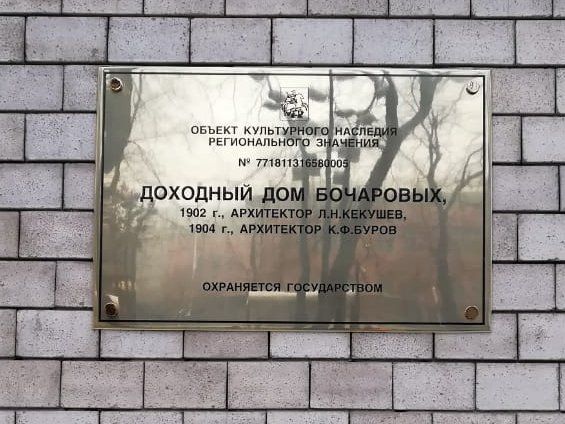 ОБЪЕКТ КУЛЬТУРНОГО НАСЛЕДИЯ
РЕГИОНАЛЬНОГО ЗНАЧЕНИЯ
№ 771811316580005
ДОХОДНЫЙ ДОМ БОЧАРОВЫХ,
1902 г., АРХИТЕКТОР Л.Н.КЕКУШЕВ,
1904 г., АРХИТЕКТОР К.Ф.БУРОВ
ОХРАНЯЕТСЯ ГОСУДАРСТВОМ